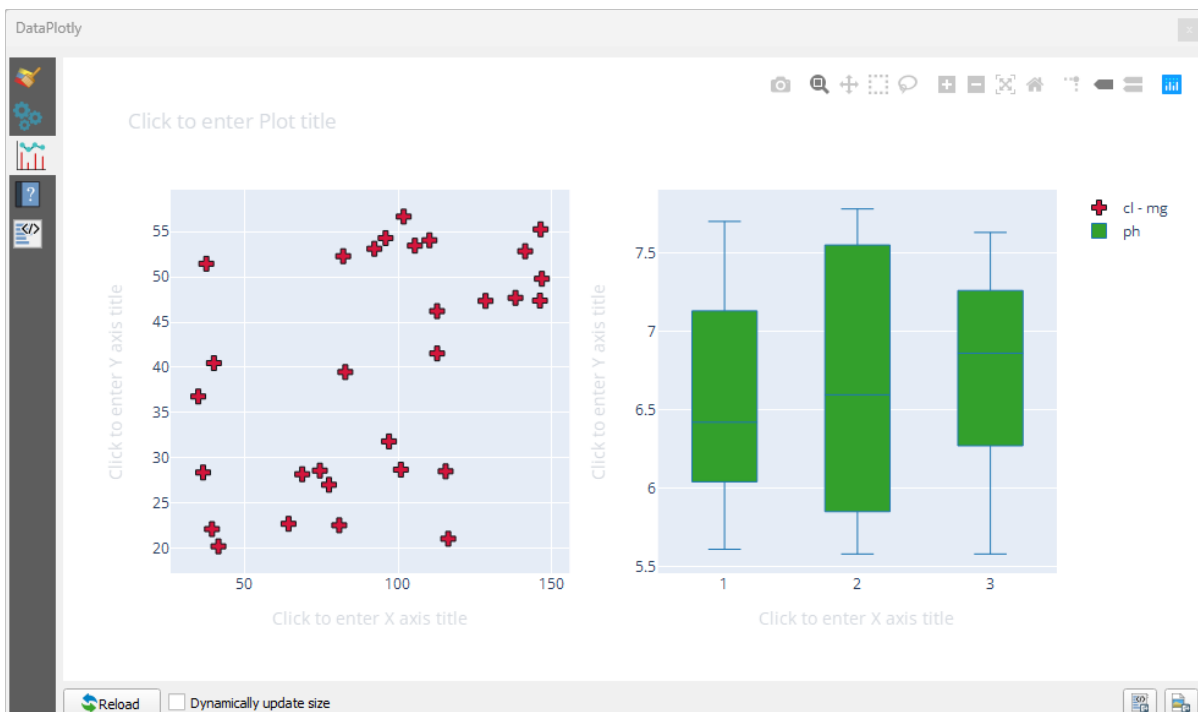 DataPlotly
x
Click to enter Plot title
Click to enter Y axis title
55
50
45
40
35
30
25
20
50
100
150
Click to enter X axis title
Click to enter Y axis title
7.5
7
6.5
6
5.5
1
2
3
Click to enter X axis title
cl - mg
ph
?
</>
Reload
Dynamically update size